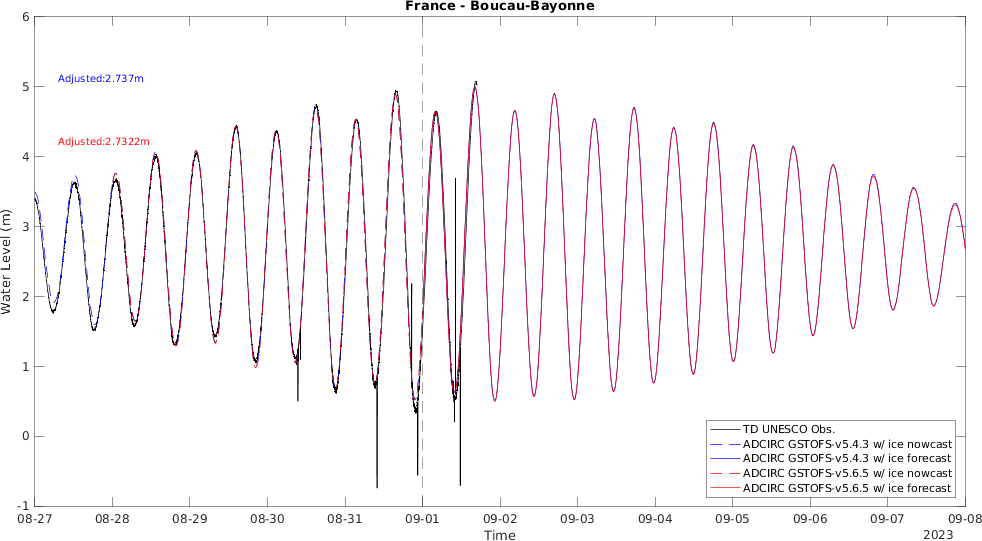 France - Boucau-Bayonne
6
5
4
3
2
1
0
-1
Water Level (m)
Adjusted:2.737m
Adjusted:2.7322m
TD UNESCO Obs.
ADCIRC GSTOFS-v5.4.3 w/ ice nowcast
ADCIRC GSTOFS-v5.4.3 w/ ice forecast
ADCIRC GSTOFS-v5.6.5 w/ ice nowcast
ADCIRC GSTOFS-v5.6.5 w/ ice forecast
08-27 08-28 08-29 08-30 08-31 09-01 09-02 09-03 09-04 09-05 09-06 09-07 09-08
Time 2023